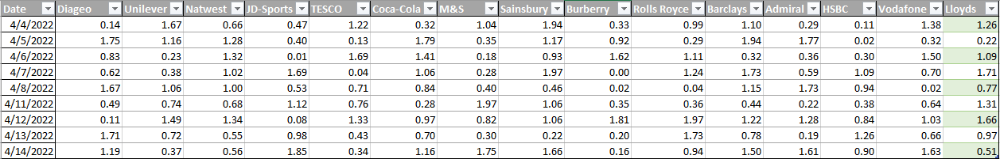 Date Diageo Unilever Natwest JD-Sports TESCO Coca-Cola M&S Sainsbury Burberry Rolls Royce Barclays Admiral HSBC Vodafone Lloyds
4/4/2022 0.14 1.67 0.66 0.47 1.22 0.32 1.04 1.94 0.33 0.99 1.10 0.29 0.11 1.38 1.26
4/5/2022 1.75 1.16 1.28 0.40 0.13 1.79 0.35 1.17 0.92 0.29 1.94 1.77 0.02 0.32 0.22
4/6/2022 0.83 0.23 1.32 0.01 1.69 1.41 0.18 0.93 1.62 1.11 0.32 0.36 0.30 1.50 1.09
4/7/2022 0.62 0.38 1.02 1.69 0.04 1.06 0.28 1.97 0.00 1.24 1.73 0.59 1.09 0.70 1.71
4/8/2022 1.67 1.06 1.00 0.53 0.71 0.84 0.40 0.46 0.02 0.04 1.15 1.73 0.94 0.02 0.77
4/11/2022 0.49 0.74 0.68 1.12 0.76 0.28 1.97 1.06 0.35 0.36 0.44 0.22 0.38 0.64 1.31
4/12/2022 0.11 1.49 1.34 0.08 1.33 0.97 0.82 1.06 1.81 1.97 1.22 1.28 0.84 1.03 1.66
4/13/2022 1.71 0.72 0.55 0.98 0.43 0.70 0.30 0.22 0.20 1.73 0.78 0.19 1.26 0.66 0.97
4/14/2022 1.19 0.37 0.56 1.85 0.34 1.16 1.75 1.66 0.16 0.94 1.50 1.61 0.90 1.63 0.51